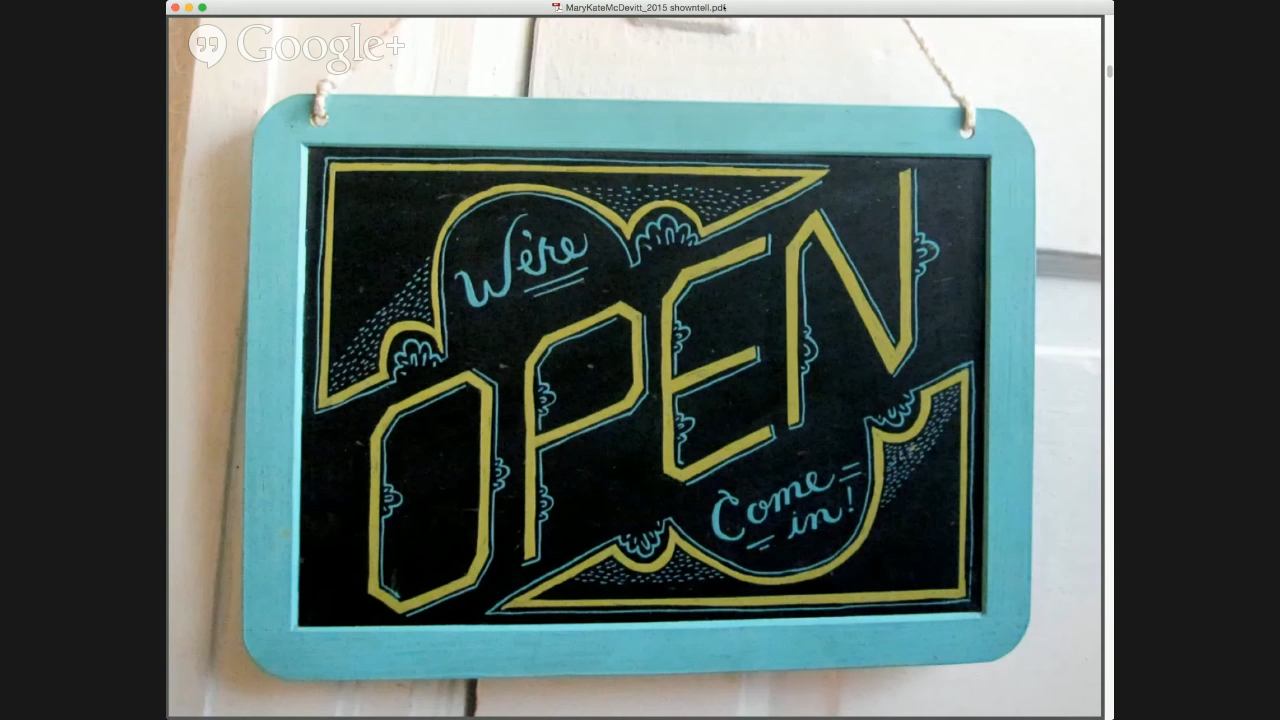 MaryKateMcDevitt_2015 showntell.pdf
Google+
We're
OPEN
Come
in!